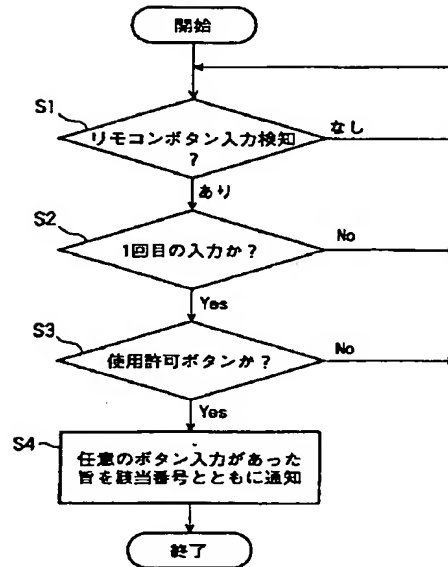 開始
S1
リモコンボタン入力検知
?
なし
あり
S2
1回目の入力か?
No
Yes
S3
使用許可ボタンか?
No
Yes
S4
任意のボタン入力があった
旨を該当番号とともに通知
終了